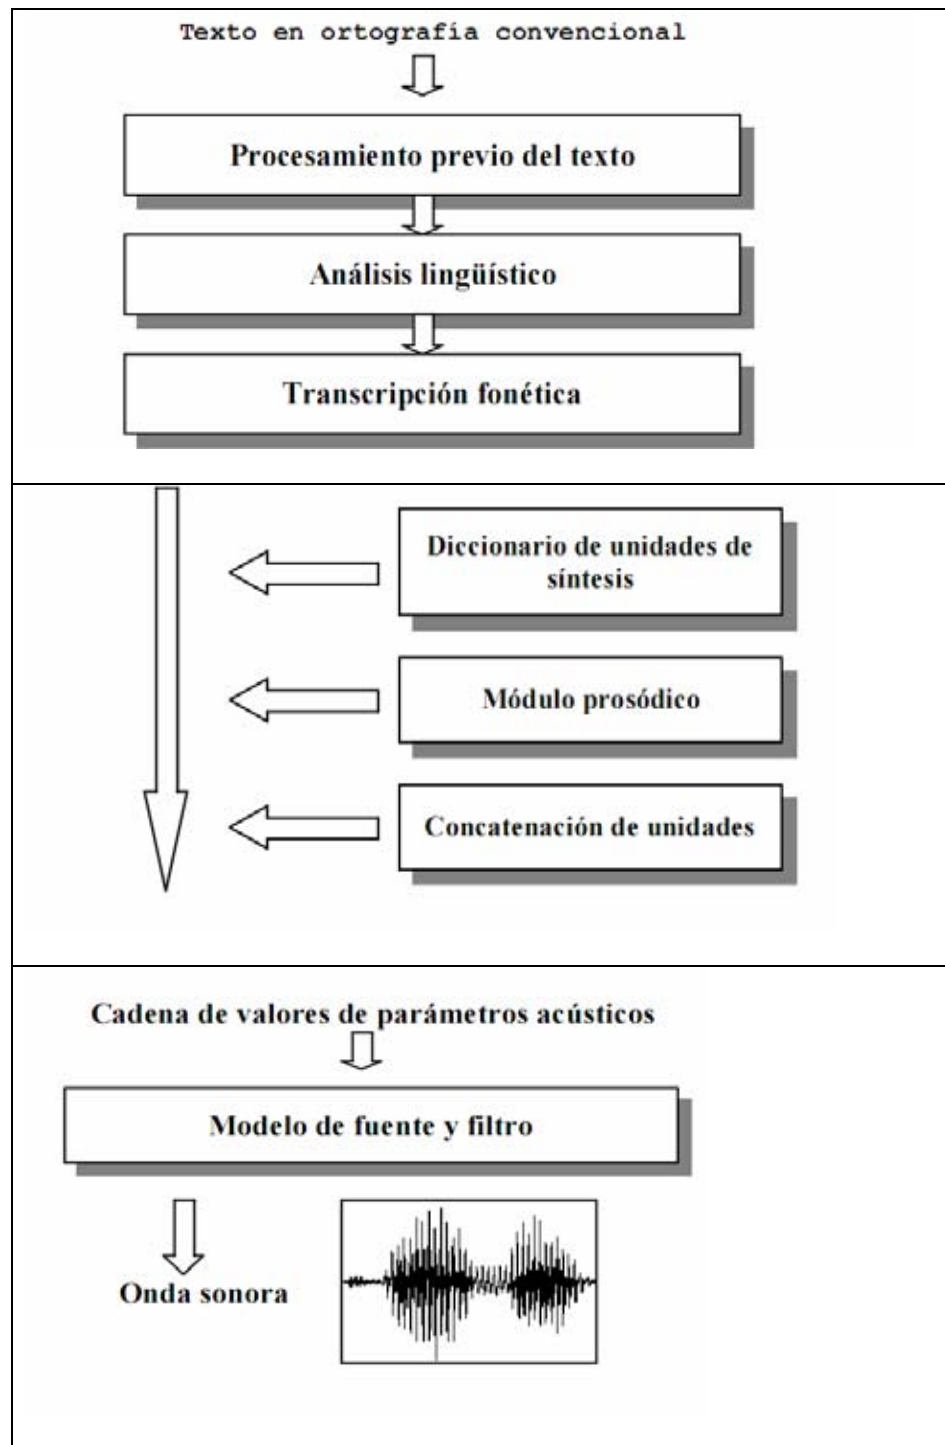 Texto en ortografía convencional
Procesamiento previo del texto
Análisis lingüístico
Transcripción fonética
Diccionario de unidades de
síntesis
Módulo prosódico
Concatenación de unidades
Cadena de valores de parámetros acústicos
Modelo de fuente y filtro
Onda sonora